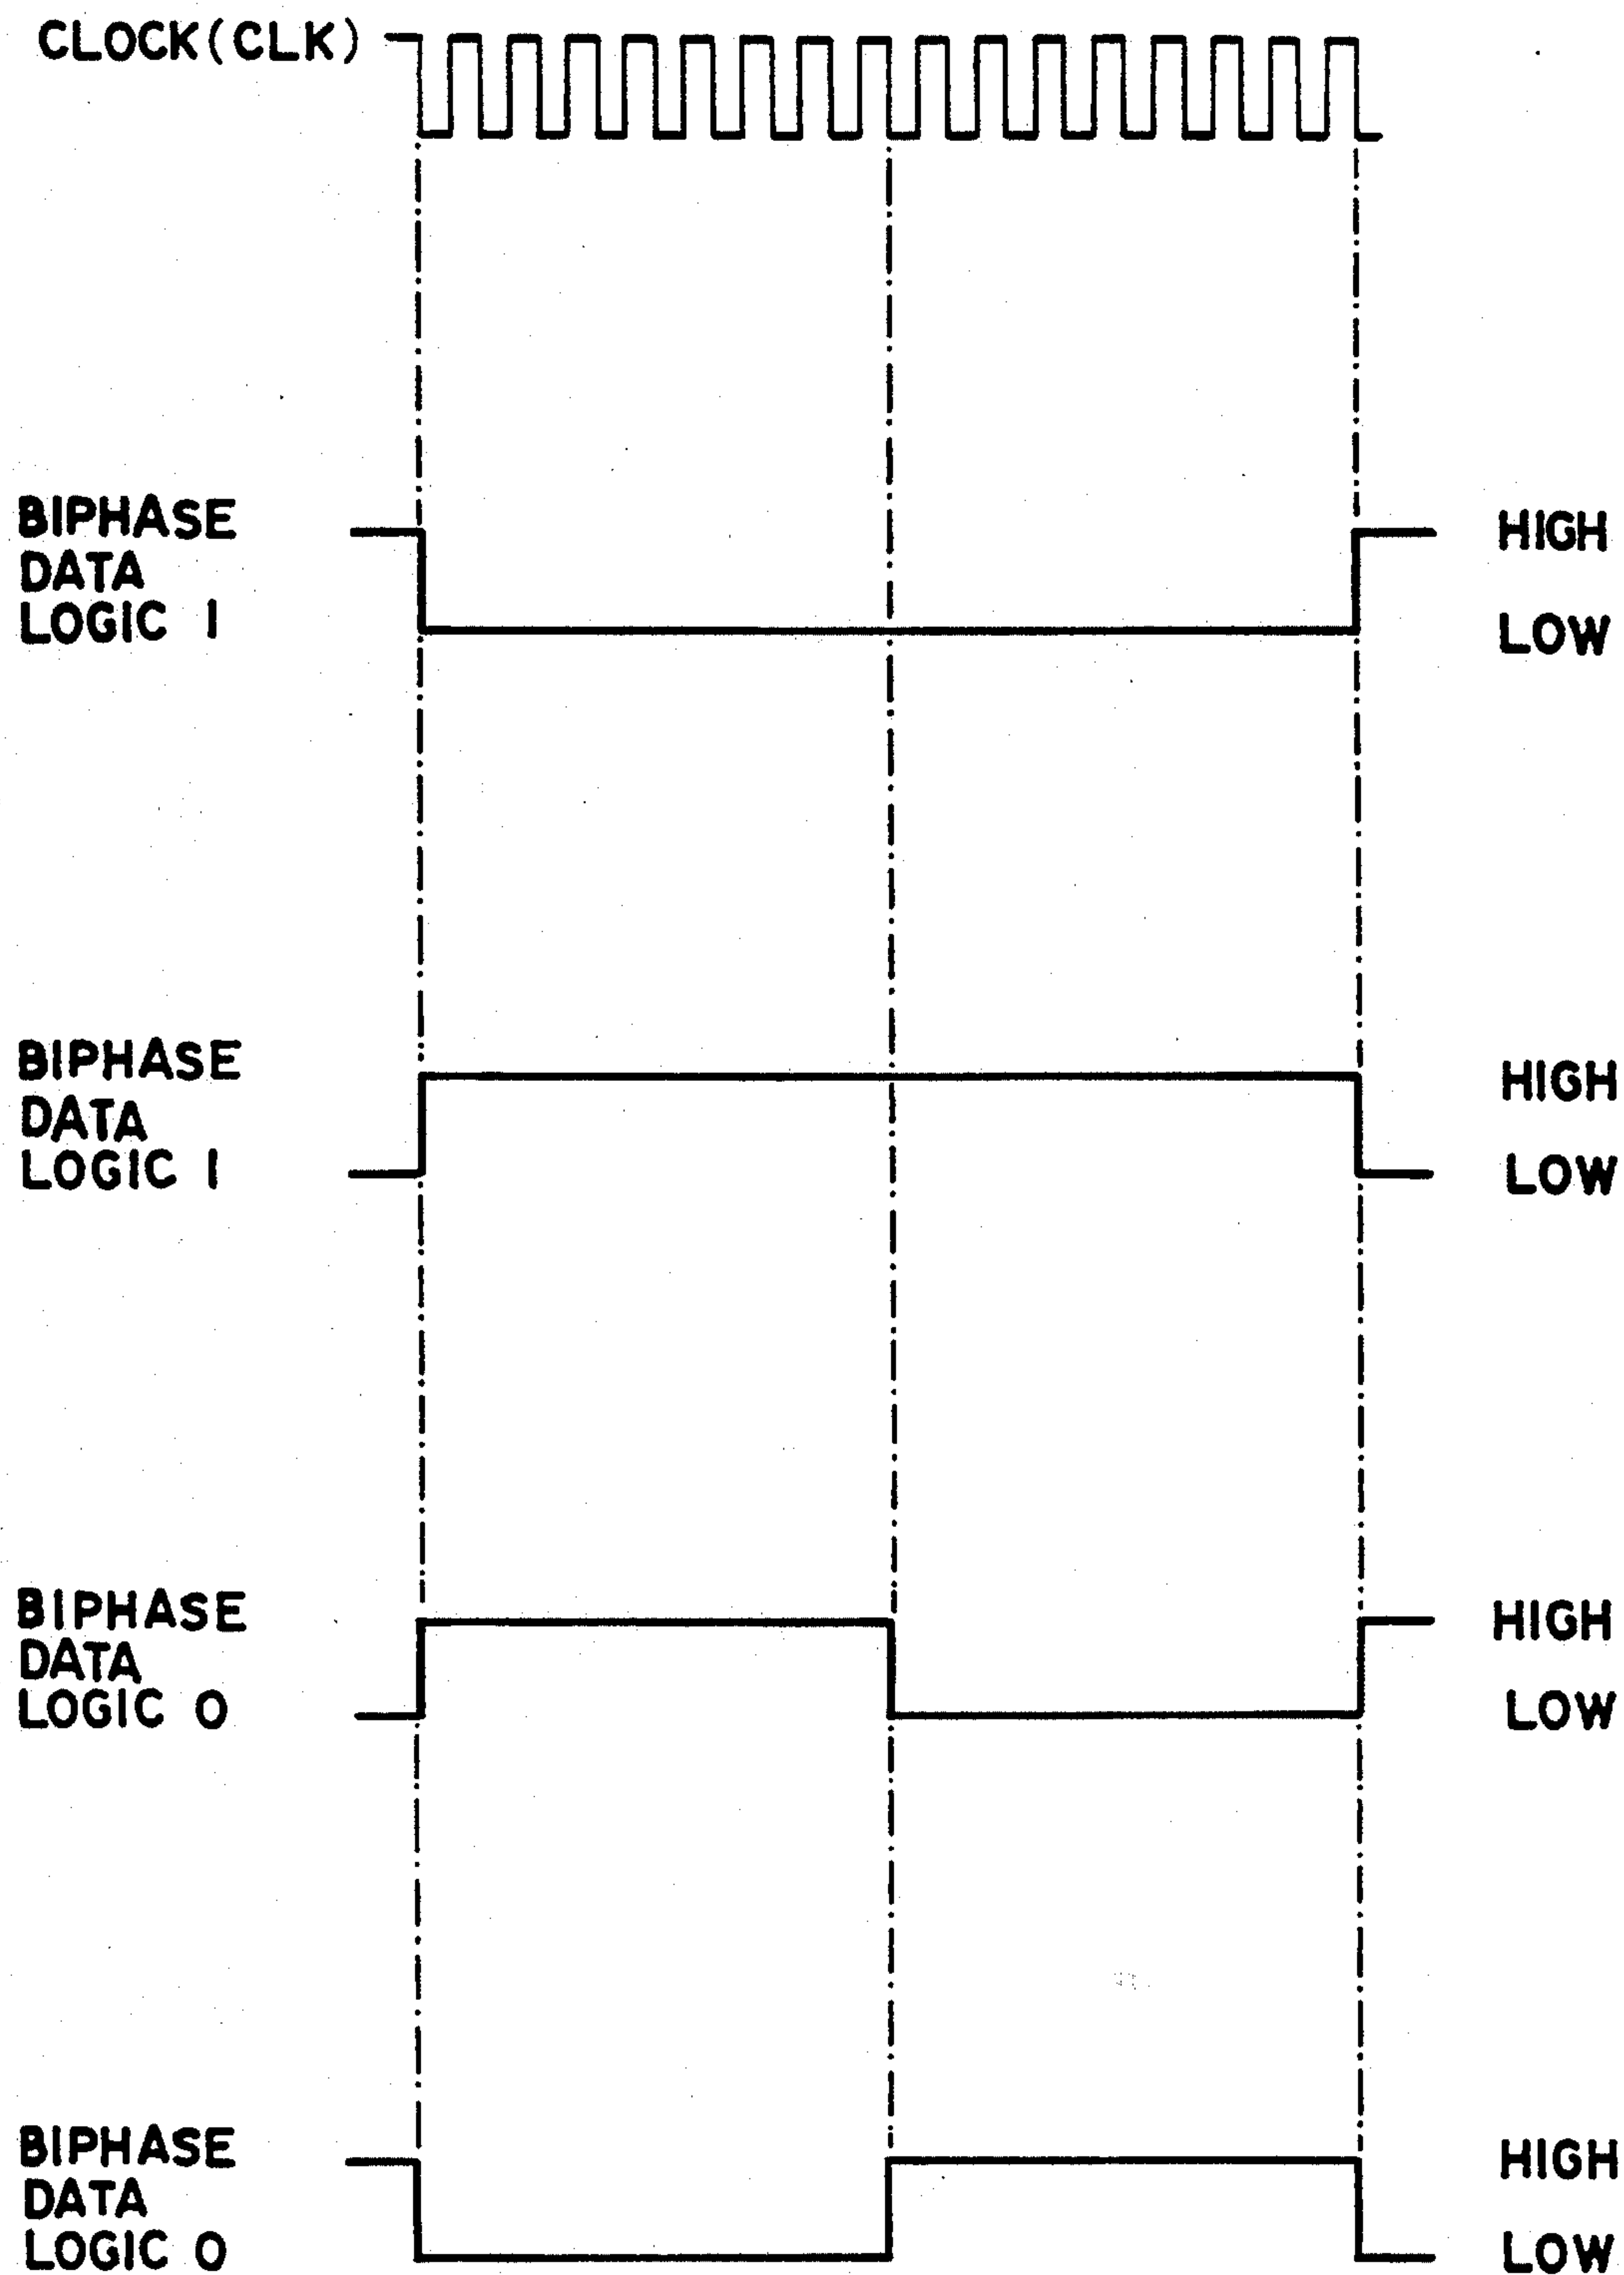 CLOCK(CLK)
BIPHASE
DATA
LOGIC 1
HIGH
LOW
BIPHASE
DATA
LOGIC 1
HIGH
LOW
BIPHASE
DATA
LOGIC 0
HIGH
LOW
BIPHASE
DATA
LOGIC 0
HIGH
LOW